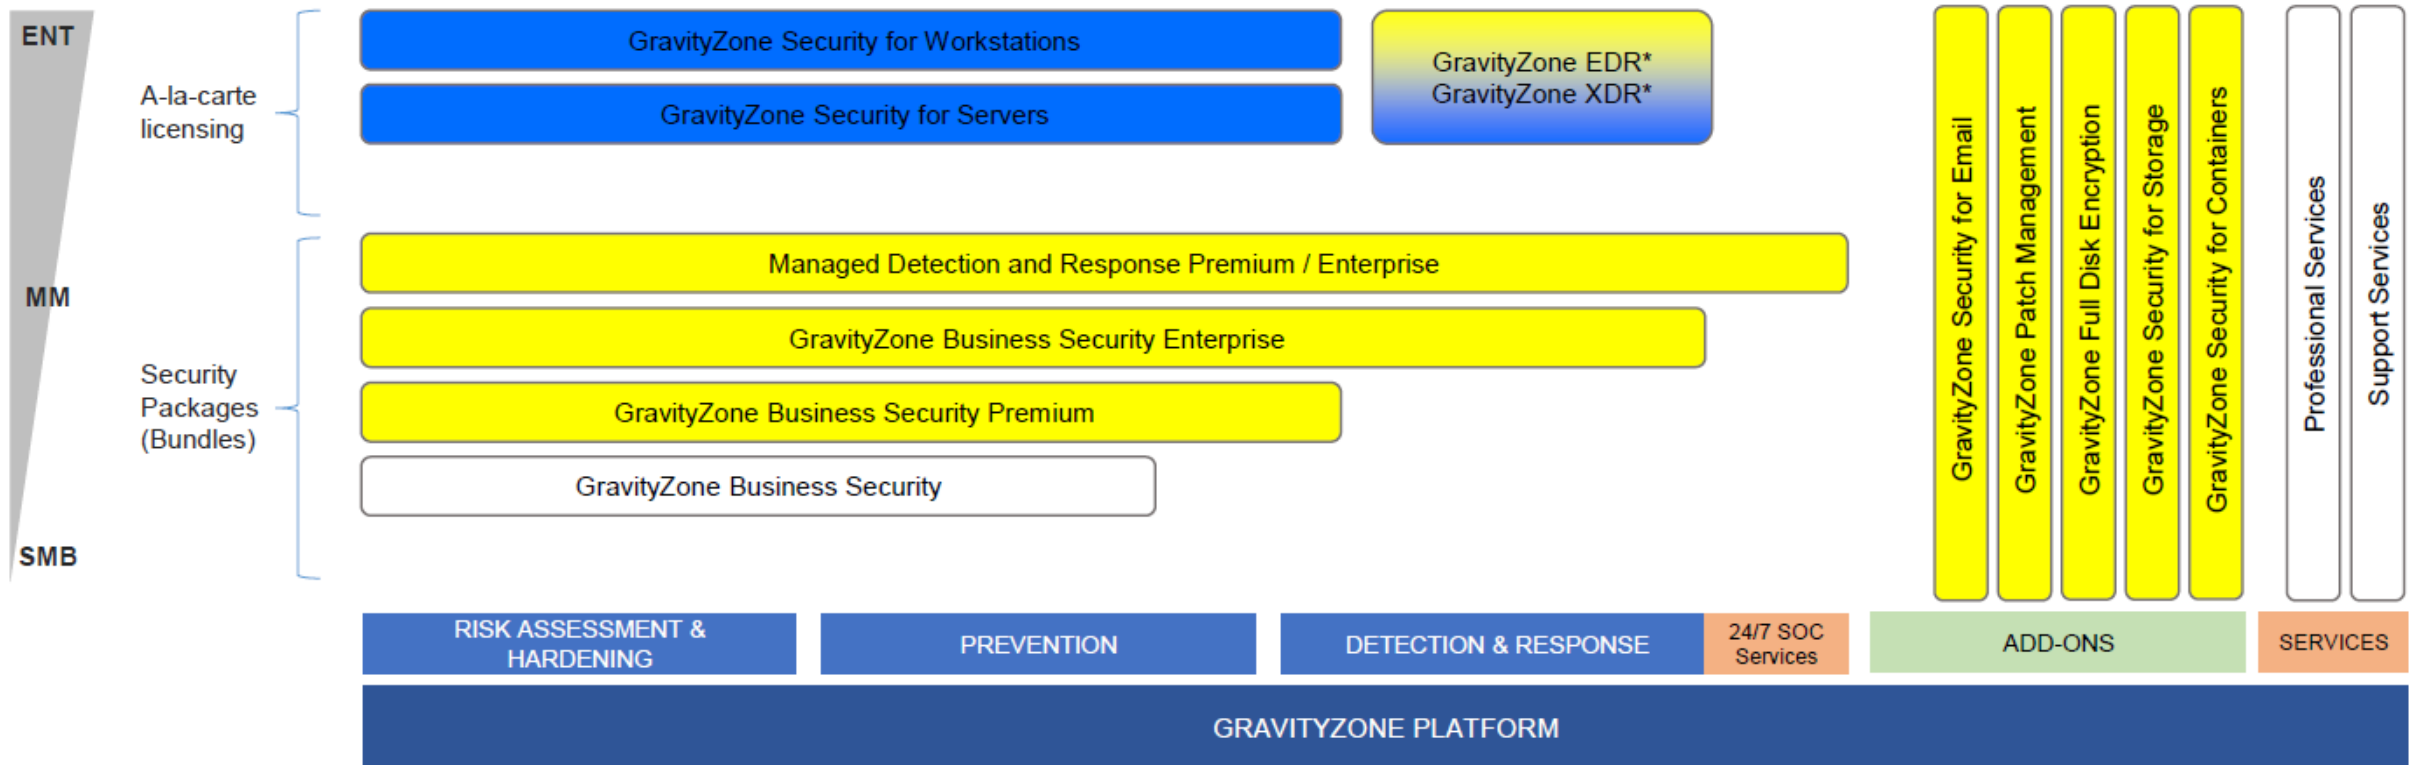 ENT
MM
SMB
A-la-carte
licensing
Security
Packages
(Bundles)
GravityZone Security for Workstations
GravityZone Security for Servers
GravityZone EDR*
GravityZone XDR*
Managed Detection and Response Premium / Enterprise
GravityZone Business Security Enterprise
GravityZone Business Security Premium
GravityZone Business Security
GravityZone Security for Email
GravityZone Patch Management
GravityZone Full Disk Encryption
GravityZone Security for Storage
GravityZone Security for Containers
Professional Services
Support Services
RISK ASSESSMENT &
HARDENING
PREVENTION
DETECTION & RESPONSE
24/7 SOC
Services
ADD-ONS
SERVICES
GRAVITYZONE PLATFORM